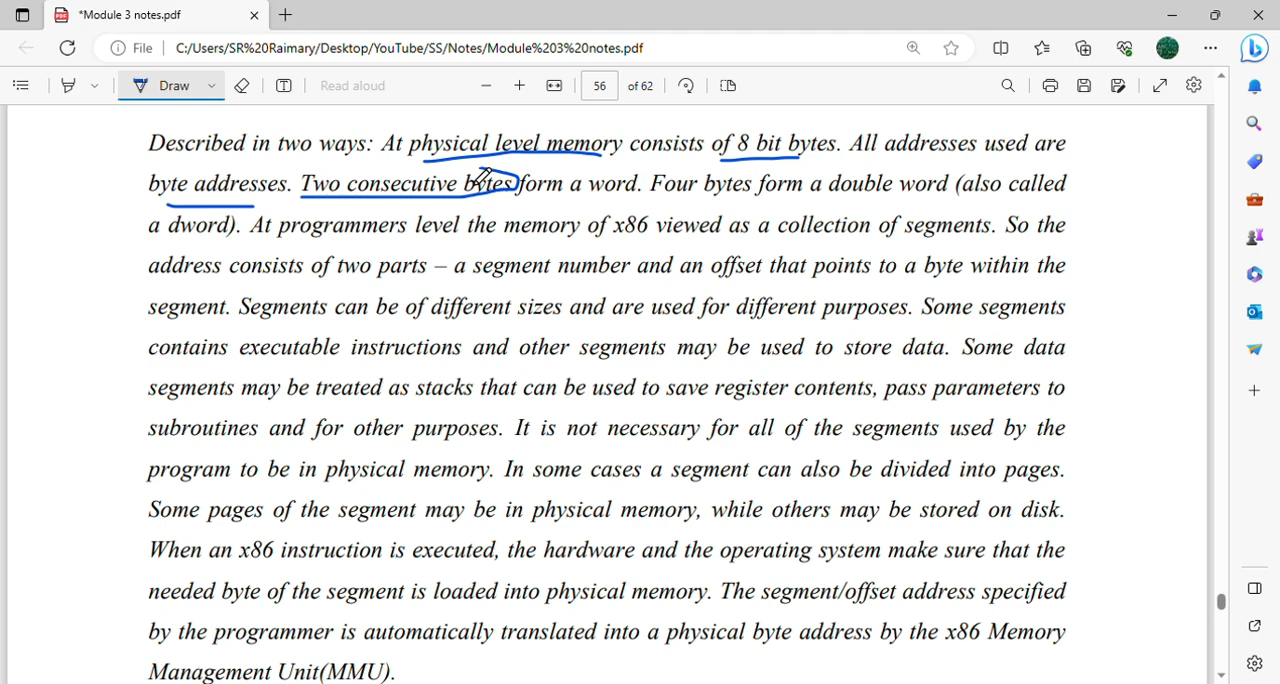 *Module 3 notes.pdf
File
C:/Users/SR%20Raimary/Desktop/YouTube/SS/Notes/Module%203%20notes.pdf
Draw
Read aloud
56 of 62
Described in two ways: At physical level memory consists of 8 bit bytes. All addresses used are
byte addresses. Two consecutive bytes form a word. Four bytes form a double word (also called
a dword). At programmers level the memory of x86 viewed as a collection of segments. So the
address consists of two parts – a segment number and an offset that points to a byte within the
segment. Segments can be of different sizes and are used for different purposes. Some segments
contains executable instructions and other segments may be used to store data. Some data
segments may be treated as stacks that can be used to save register contents, pass parameters to
subroutines and for other purposes. It is not necessary for all of the segments used by the
program to be in physical memory. In some cases a segment can also be divided into pages.
Some pages of the segment may be in physical memory, while others may be stored on disk.
When an x86 instruction is executed, the hardware and the operating system make sure that the
needed byte of the segment is loaded into physical memory. The segment/offset address specified
by the programmer is automatically translated into a physical byte address by the x86 Memory
Management Unit(MMU).